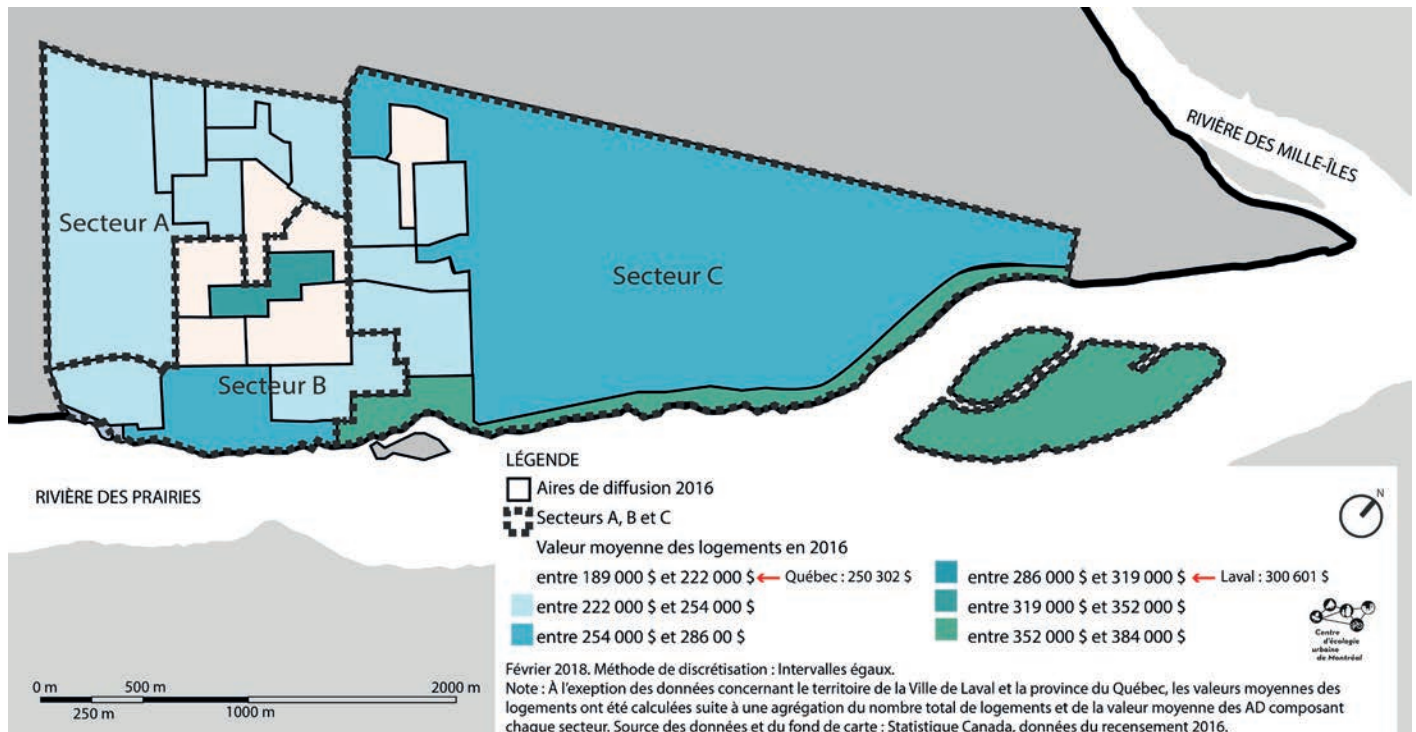 RIVIÈRE DES MILLE-ÎLES
Secteur A
Secteur C
Secteur B
RIVIÈRE DES PRAIRIES
LÉGENDE
Aires de diffusion 2016
Secteurs A, B et C
Valeur moyenne des logements en 2016
entre 189 000 $ et 222 000 $ ← Québec : 250 302 $
entre 222 000 $ et 254 000 $
entre 254 000 $ et 286 00 $
entre 286 000 $ et 319 000 $ ← Laval : 300 601 $
entre 319 000 $ et 352 000 $
entre 352 000 $ et 384 000 $
N
Centre
d'écologie
urbaine
de Montréal
0 m 500 m 2000 m
250 m 1000 m
Février 2018. Méthode de discrétisation : Intervalles égaux.
Note : À l'exeption des données concernant le territoire de la Ville de Laval et la province du Québec, les valeurs moyennes des
logements ont été calculées suite à une agrégation du nombre total de logements et de la valeur moyenne des AD composant
chaque secteur. Source des données et du fond de carte : Statistique Canada, données du recensement 2016.